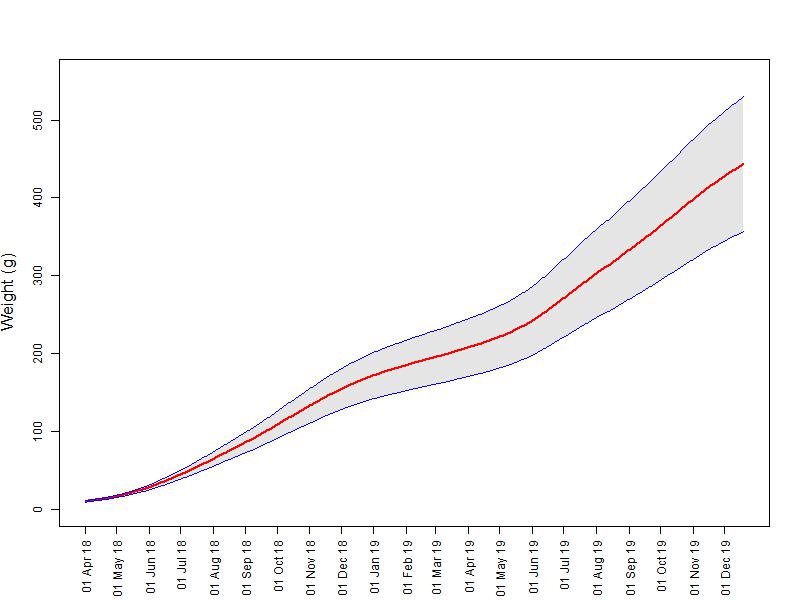 Weight (g)
500
400
300
200
100
0
01 Apr 18
01 May 18
01 Jun 18
01 Jul 18
01 Aug 18
01 Sep 18
01 Oct 18
01 Nov 18
01 Dec 18
01 Jan 19
01 Feb 19
01 Mar 19
01 Apr 19
01 May 19
01 Jun 19
01 Jul 19
01 Aug 19
01 Sep 19
01 Oct 19
01 Nov 19
01 Dec 19